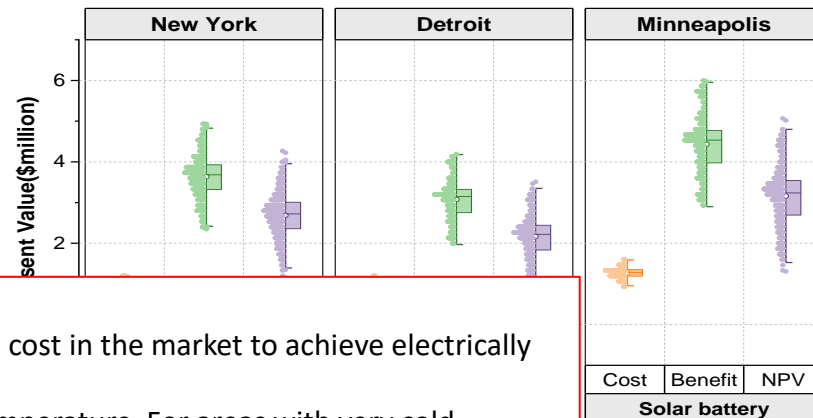 New York Detroit Minneapolis
6
4
2
sent Value($million)
cost in the market to achieve electrically
Cost Benefit NPV
Solar battery
For areas with very cold